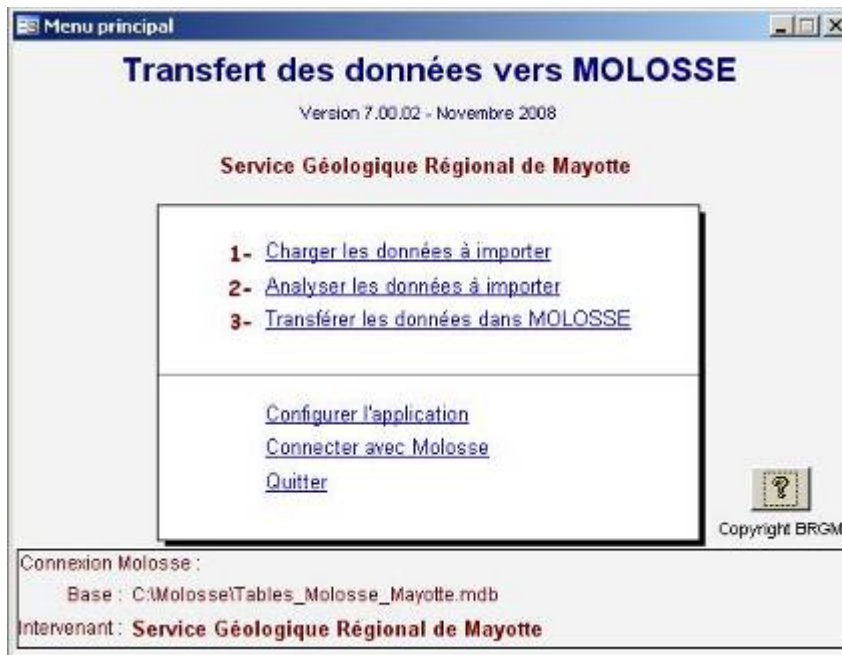 Menu principal
Transfert des données vers MOLOSSE
Version 7.00.02 - Novembre 2008
Service Géologique Régional de Mayotte
1- Charger les données à importer
2- Analyser les données à importer
3- Transférer les données dans MOLOSSE
Configurer l'application
Connecter avec Molosse
Quitter
?
Copyright BRGM
Connexion Molosse :
Base : C:\Molosse\Tables_Molosse_Mayotte.mdb
Intervenant : Service Géologique Régional de Mayotte